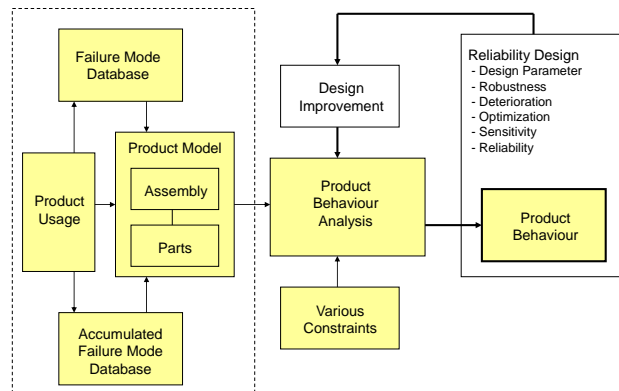 Failure Mode
Database
Product Model
Assembly
Parts
Product
Usage
Accumulated
Failure Mode
Database
Design
Improvement
Product
Behaviour
Analysis
Various
Constraints
Reliability Design
- Design Parameter
- Robustness
- Deterioration
- Optimization
- Sensitivity
- Reliability
Product
Behaviour